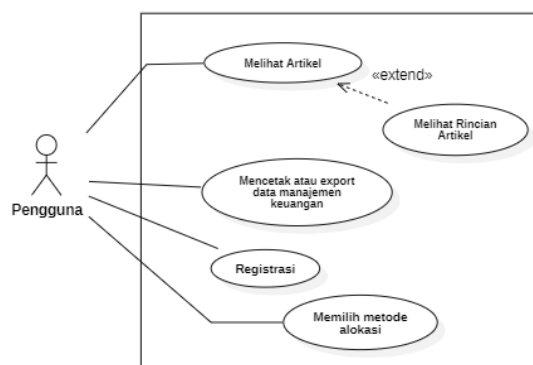 Melihat Artikel
«extend»
Melihat Rincian
Artikel
Pengguna
Mencetak atau export
data manajemen
keuangan
Registrasi
Memilih metode
alokasi